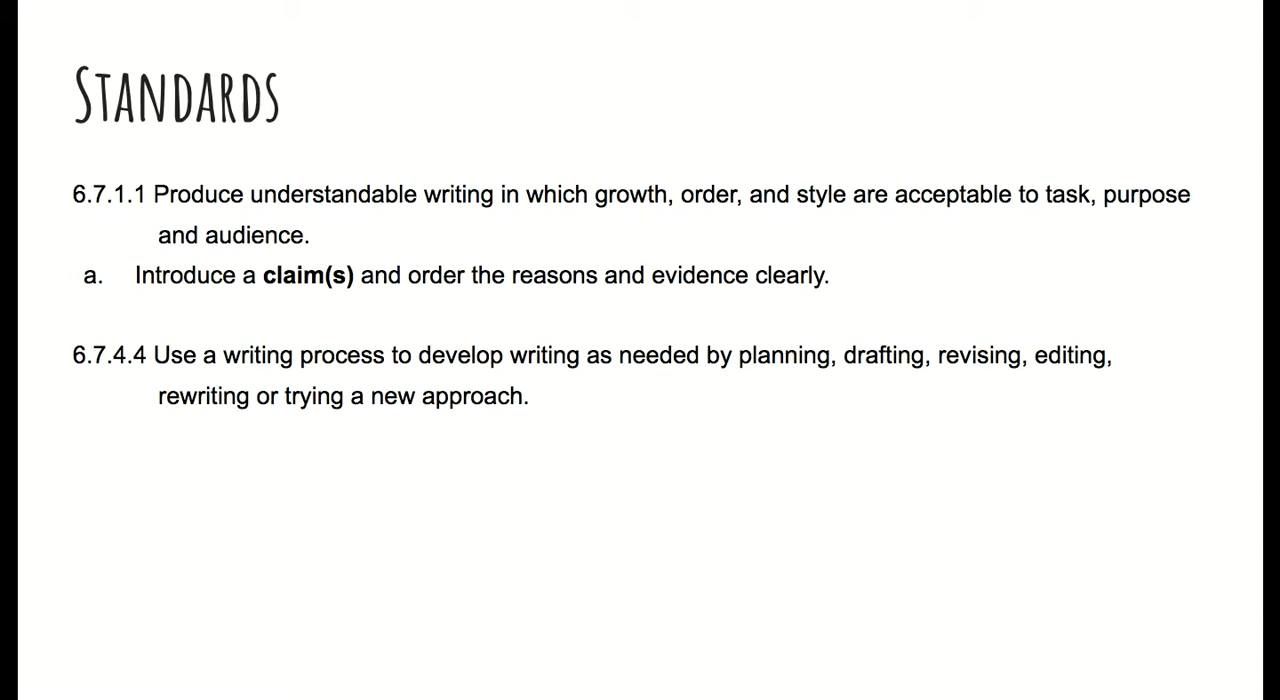 STANDARDS
6.7.1.1 Produce understandable writing in which growth, order, and style are acceptable to task, purpose
and audience.
a. Introduce a claim(s) and order the reasons and evidence clearly.
6.7.4.4 Use a writing process to develop writing as needed by planning, drafting, revising, editing,
rewriting or trying a new approach.